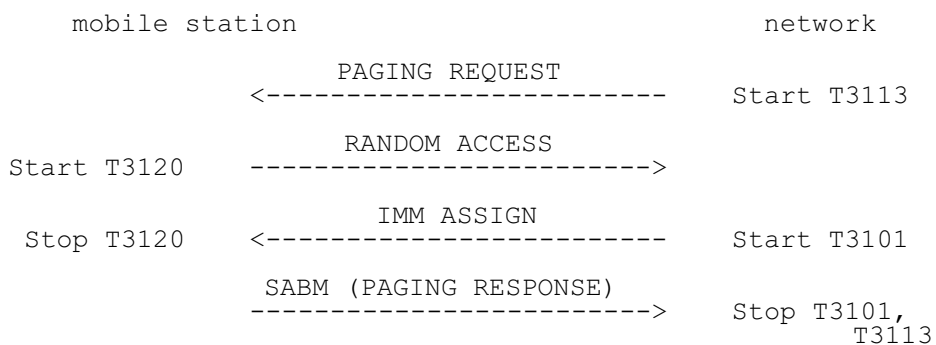 mobile station network
PAGING REQUEST
<------------------------- Start T3113
RANDOM ACCESS
Start T3120 ------------------------->
IMM ASSIGN
Stop T3120 <------------------------- Start T3101
SABM (PAGING RESPONSE)
-------------------------> Stop T3101,
T3113